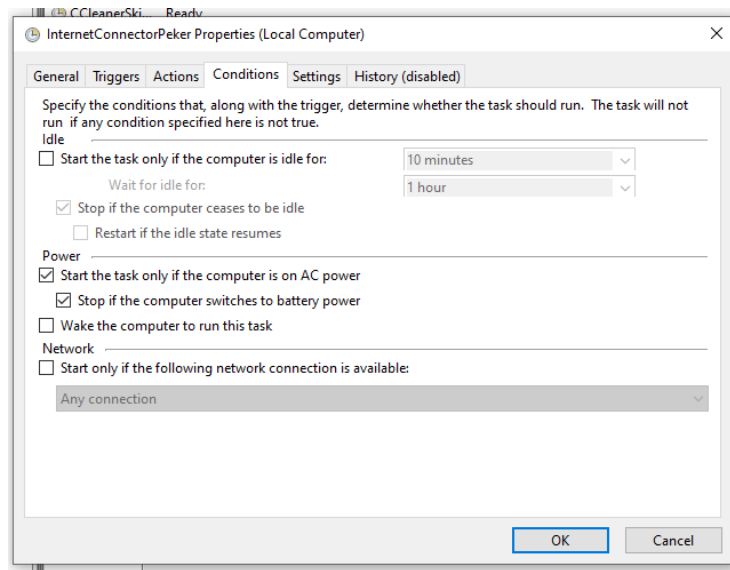 CCleanerSki... Ready
InternetConnectorPeker Properties (Local Computer)
General Triggers Actions Conditions Settings History (disabled)
Specify the conditions that, along with the trigger, determine whether the task should run. The task will not
run if any condition specified here is not true.
Idle
Start the task only if the computer is idle for: 10 minutes
Wait for idle for: 1 hour
Stop if the computer ceases to be idle
Restart if the idle state resumes
Power
Start the task only if the computer is on AC power
Stop if the computer switches to battery power
Wake the computer to run this task
Network
Start only if the following network connection is available:
Any connection
OK Cancel